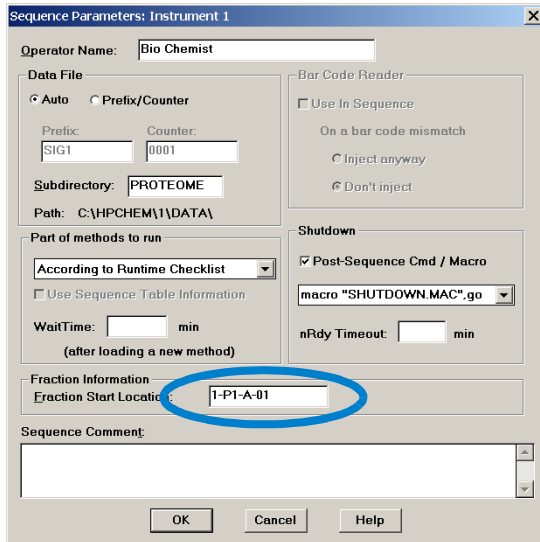 Sequence Parameters: Instrument 1
Operator Name: Bio Chemist
Data File
Auto Prefix/Counter
Prefix: Counter:
SIG1 0001
Subdirectory: PROTEOME
Path: C:\HPCHEM\1\DATA\
Bar Code Reader
Use In Sequence
On a bar code mismatch
Inject anyway
Don't inject
Part of methods to run
According to Runtime Checklist
Use Sequence Table Information
WaitTime: min
(after loading a new method)
Shutdown
Post-Sequence Cmd / Macro
macro "SHUTDOWN.MAC",go
nRdy Timeout: min
Fraction Information
Fraction Start Location: 1-P1-A-01
Sequence Comment:
OK Cancel Help